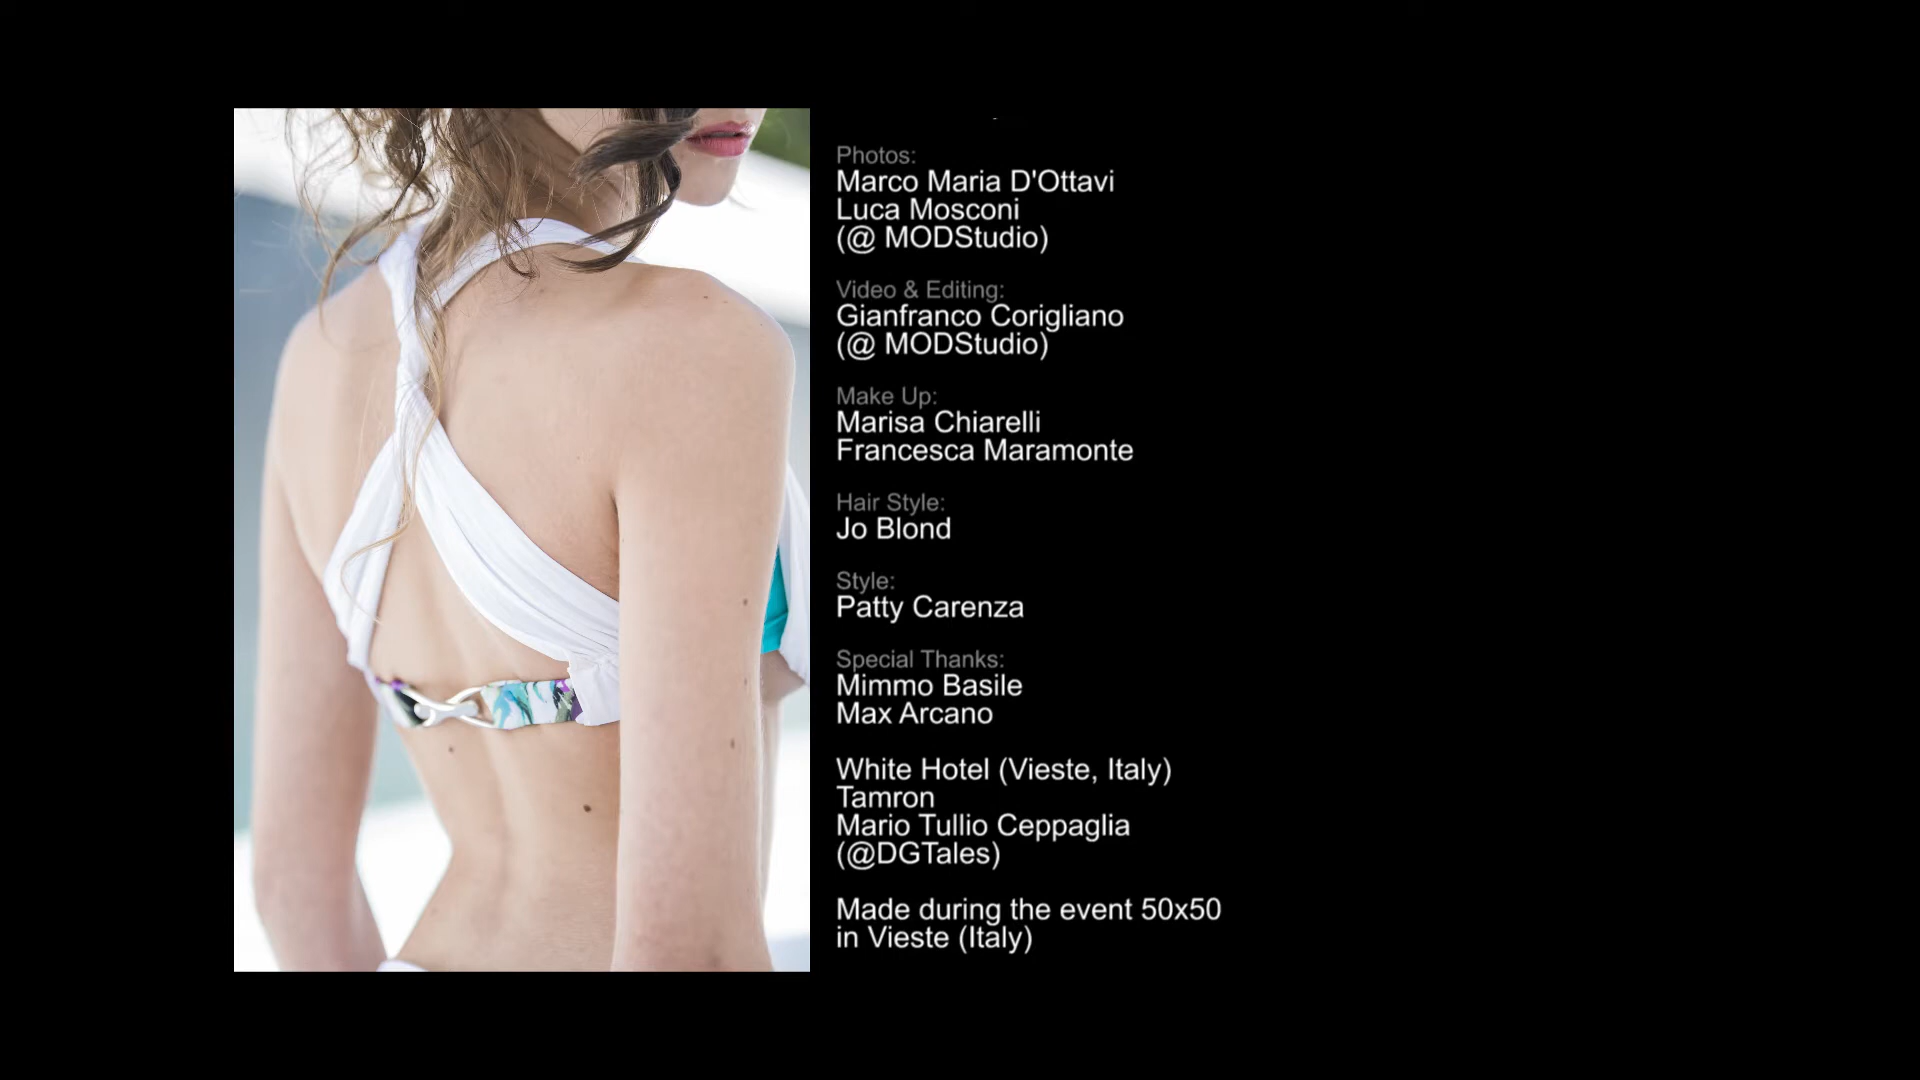 Photos:
Marco Maria D'Ottavi
Luca Mosconi
(@ MODStudio)
Video & Editing:
Gianfranco Corigliano
(@ MODStudio)
Make Up:
Marisa Chiarelli
Francesca Maramonte
Hair Style:
Jo Blond
Style:
Patty Carenza
Special Thanks:
Mimmo Basile
Max Arcano
White Hotel (Vieste, Italy)
Tamron
Mario Tullio Ceppaglia
(@DGTales)
Made during the event 50x50
in Vieste (Italy)